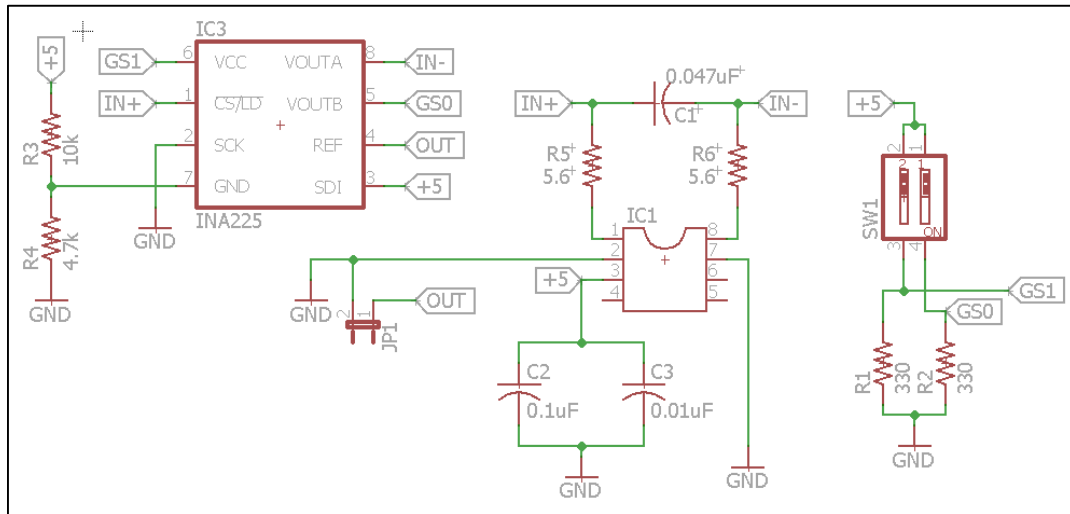 IC3
+5
GS1
6
VCC
VOUTA
8
IN-
IN+
1
CS/LD
VOUTB
5
GS0
2
SCK
REF
4
OUT
7
GND
SDI
3
+5
INA225
R3
10k
R4
4.7k
GND
GND
IN+
0.047uF
C1
IN-
R5
5.6
R6
5.6
IC1
1
2
3
4
8
7
6
5
+5
GND
2
1
JP1
OUT
C2
0.1uF
C3
0.01uF
GND
GND
+5
2
1
2
1
ON
SW1
3
4
GS1
GS0
R1
330
R2
330
GND